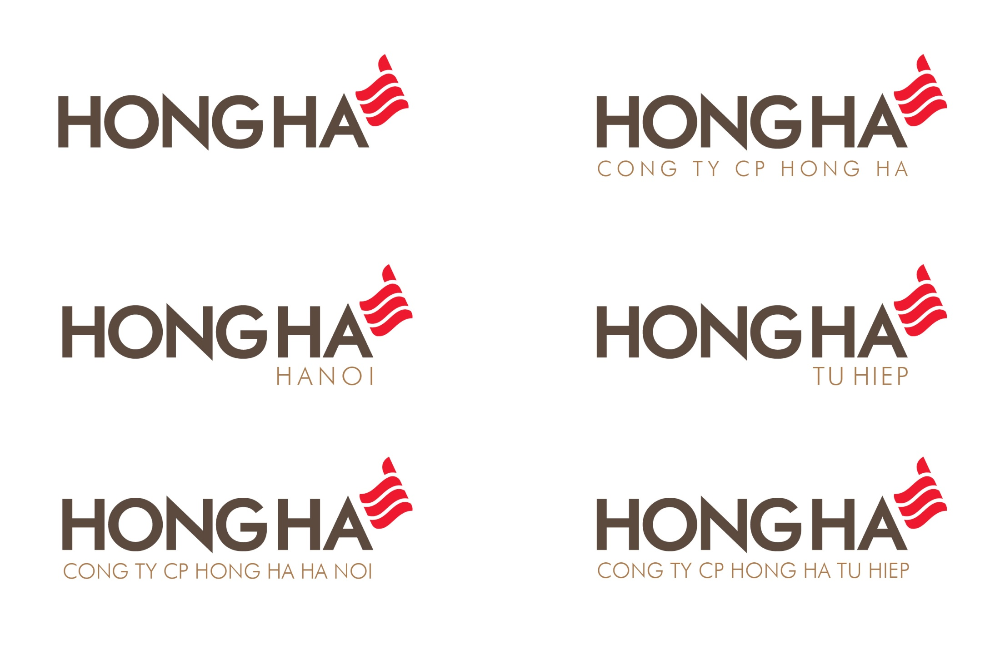 HONGHA
HONGHA
CONG TY CP HONG HA
HONGHA
HANOI
HONGHA
TU HIEP
HONGHA
CONG TY CP HONG HA HA NOI
HONGHA
CONG TY CP HONG HA TU HIEP